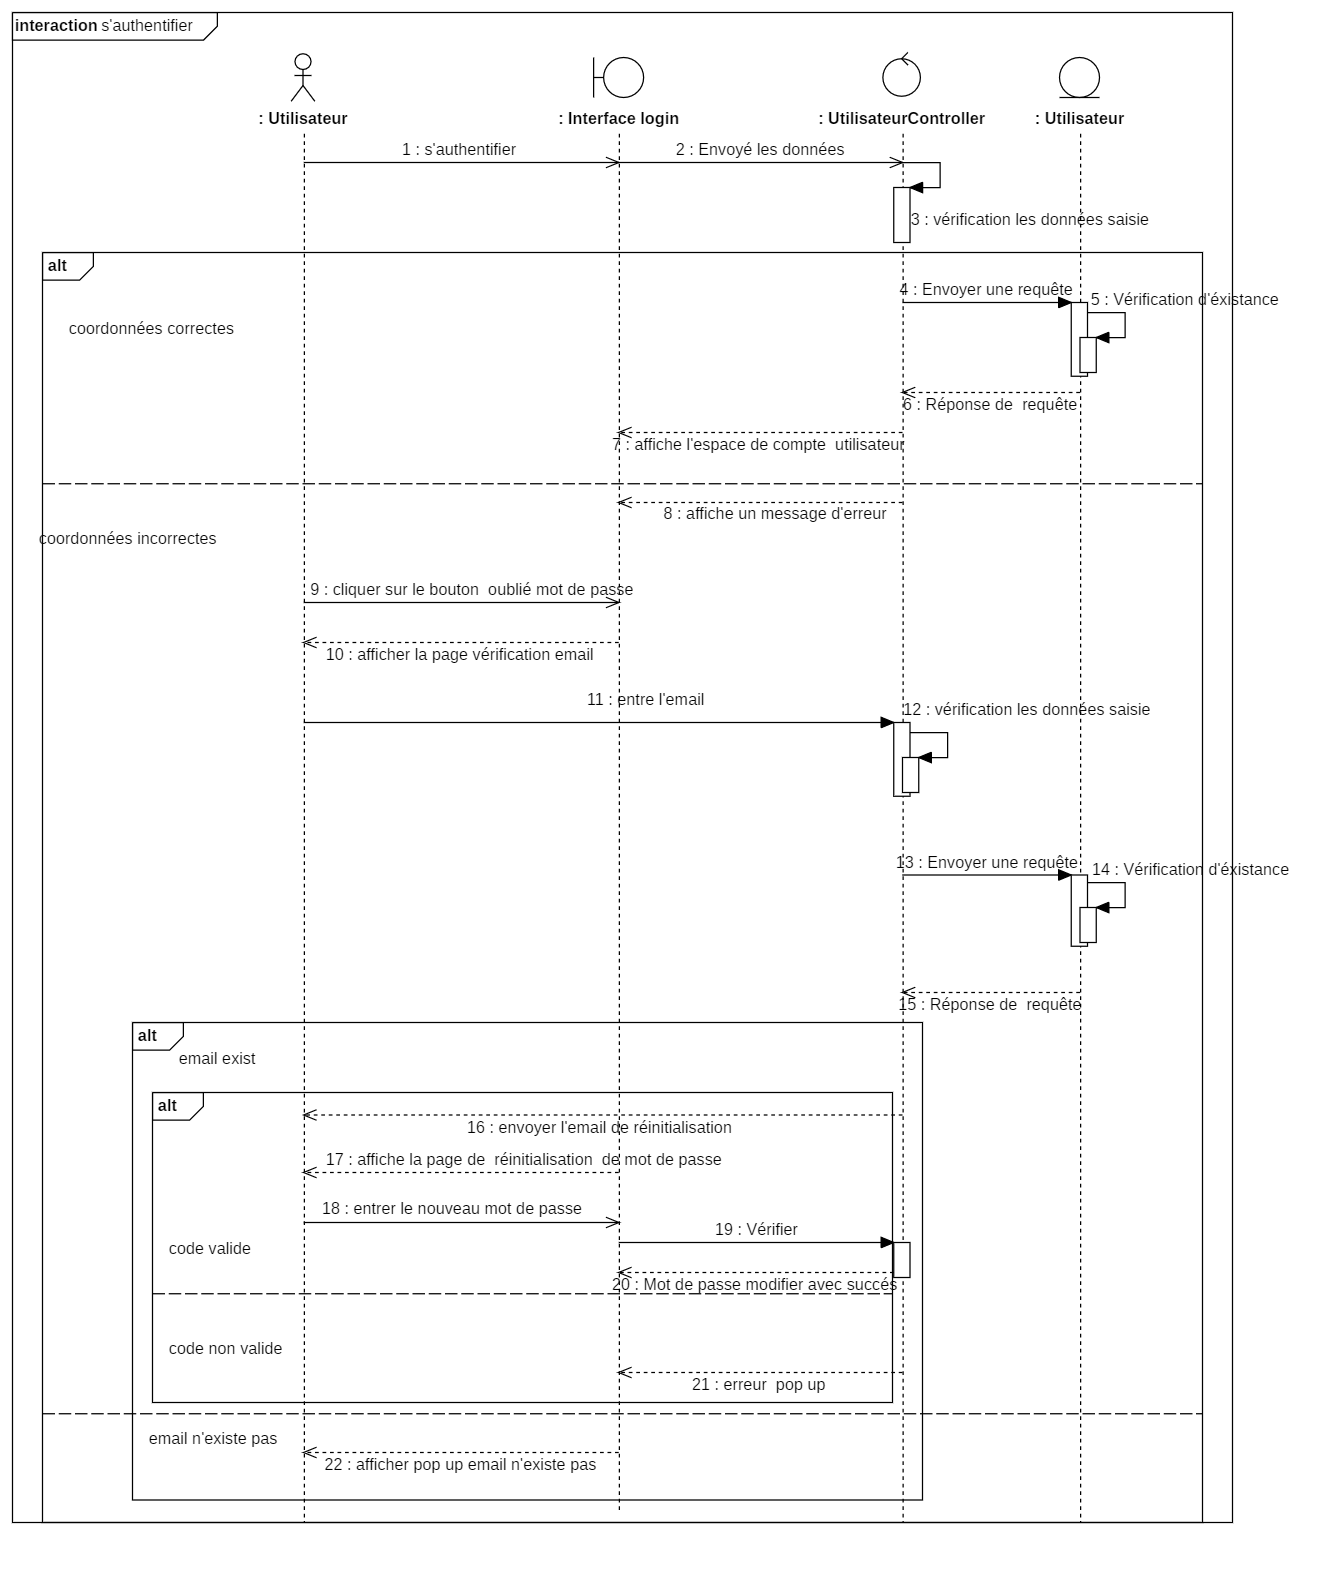 interaction s'authentifier
: Utilisateur
: Interface login
: UtilisateurController
: Utilisateur
1 : s'authentifier
2 : Envoyé les données
3 : vérification les données saisie
alt
4 : Envoyer une requête
5 : Vérification d'éxistance
coordonnées correctes
6 : Réponse de  requête
7 : affiche l'espace de compte  utilisateur
8 : affiche un message d'erreur
coordonnées incorrectes
9 : cliquer sur le bouton  oublié mot de passe
10 : afficher la page vérification email
11 : entre l'email
12 : vérification les données saisie
13 : Envoyer une requête
14 : Vérification d'éxistance
15 : Réponse de  requête
alt
email exist
alt
16 : envoyer l'email de réinitialisation
17 : affiche la page de  réinitialisation  de mot de passe
18 : entrer le nouveau mot de passe
19 : Vérifier
code valide
20 : Mot de passe modifier avec succés
code non valide
21 : erreur  pop up
email n'existe pas
22 : afficher pop up email n'existe pas